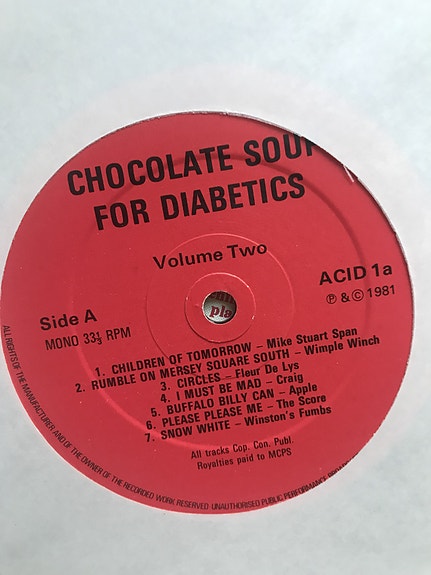 CHOCOLATE SOUP
FOR DIABETICS
Volume Two
ACID 1a
℗ & © 1981
Side A
MONO 33⅓ RPM
1. CHILDREN OF TOMORROW – Mike Stuart Span
2. RUMBLE ON MERSEY SQUARE SOUTH – Wimple Winch
3. CIRCLES – Fleur De Lys
4. I MUST BE MAD – Craig
5. BUFFALO BILLY CAN – Apple
6. PLEASE PLEASE ME – The Score
7. SNOW WHITE – Winston's Fumbs
All tracks Cop. Con. Publ.
Royalties paid to MCPS
ALL RIGHTS OF THE MANUFACTURER AND OF THE OWNER OF THE RECORDED WORK RESERVED UNAUTHORISED PUBLIC PERFORMANCE